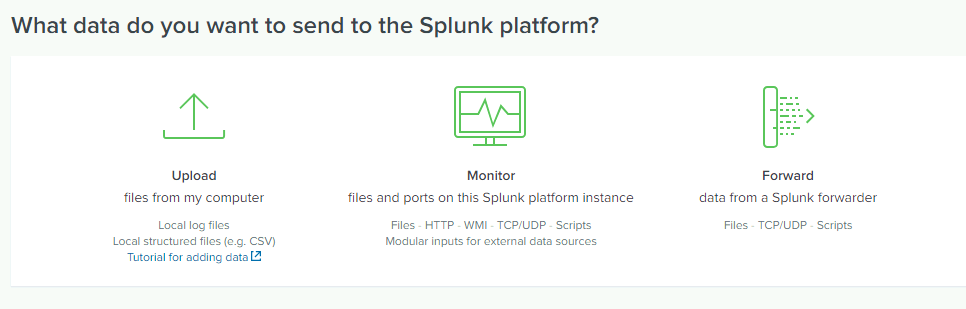 What data do you want to send to the Splunk platform?
Upload
files from my computer
Local log files
Local structured files (e.g. CSV)
Tutorial for adding data
Monitor
files and ports on this Splunk platform instance
Files - HTTP - WMI - TCP/UDP - Scripts
Modular inputs for external data sources
Forward
data from a Splunk forwarder
Files - TCP/UDP - Scripts